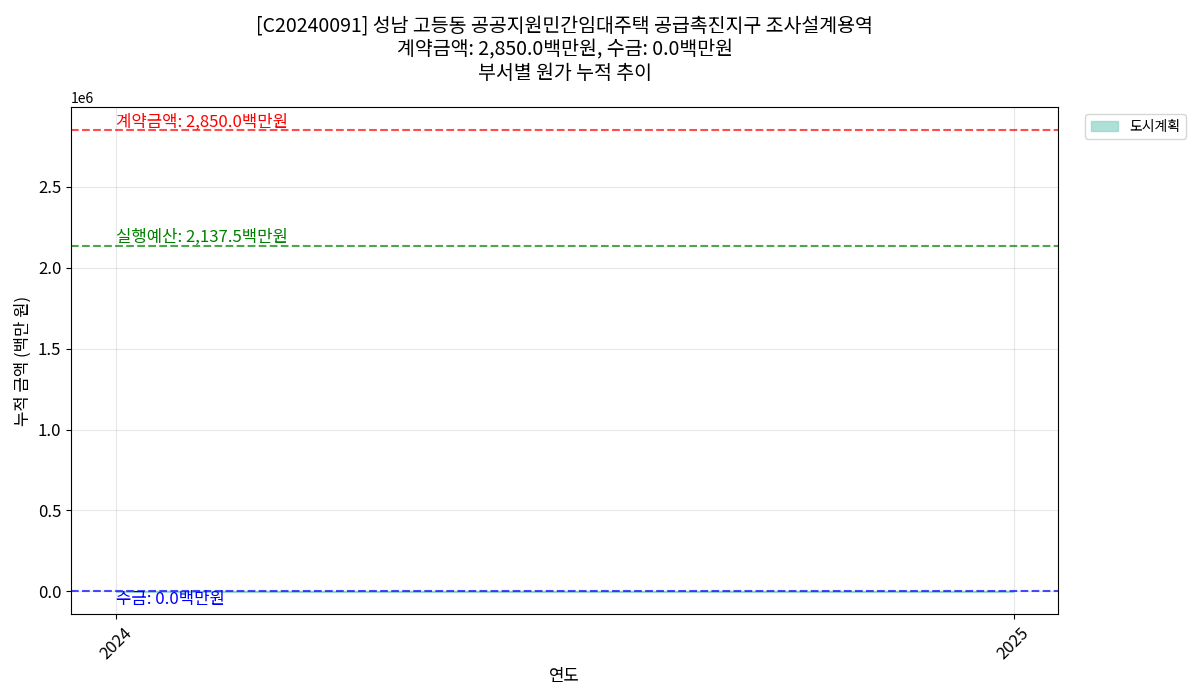 [C20240091] 성남 고등동 공공지원민간임대주택 공급촉진지구 조사설계용역
계약금액: 2,850.0백만원, 수금: 0.0백만원
부서별 원가 누적 추이
1e6
계약금액: 2,850.0백만원
도시계획
2.5
실행예산: 2,137.5백만원
2.0
누적 금액 (백만 원)
1.5
1.0
0.5
0.0
수금: 0.0백만원
2024
2025
연도